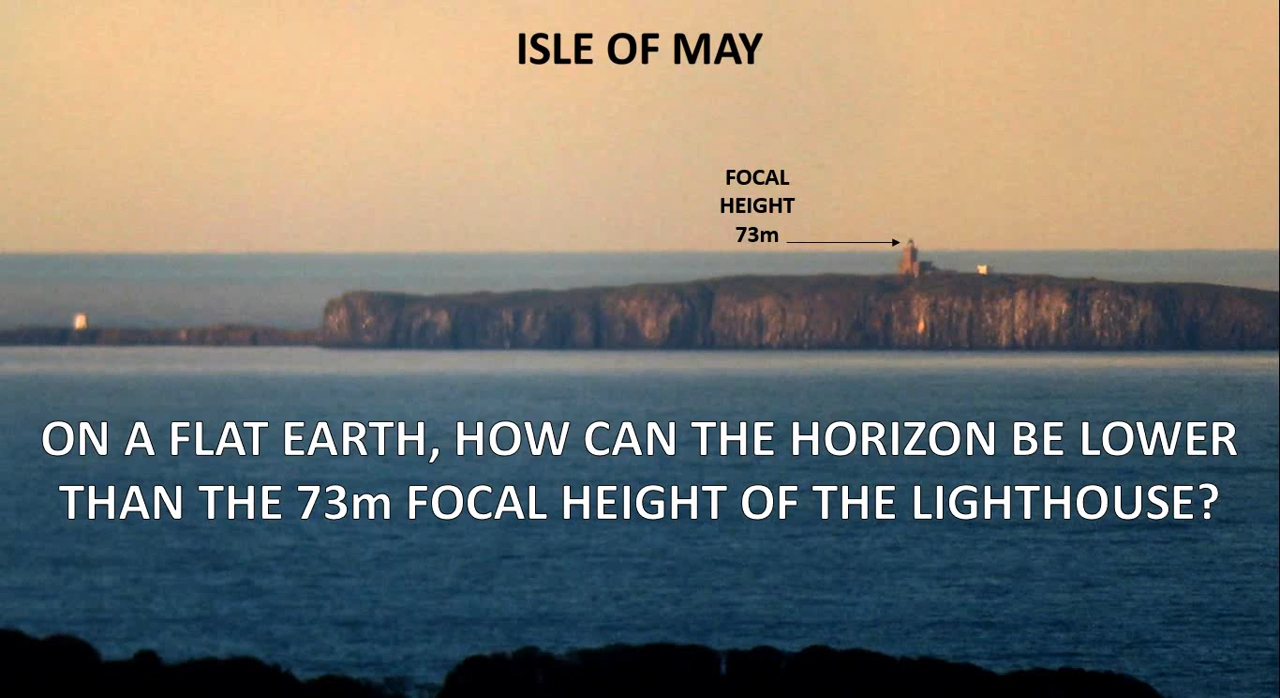 ISLE OF MAY
FOCAL
HEIGHT
73m
ON A FLAT EARTH, HOW CAN THE HORIZON BE LOWER
THAN THE 73m FOCAL HEIGHT OF THE LIGHTHOUSE?